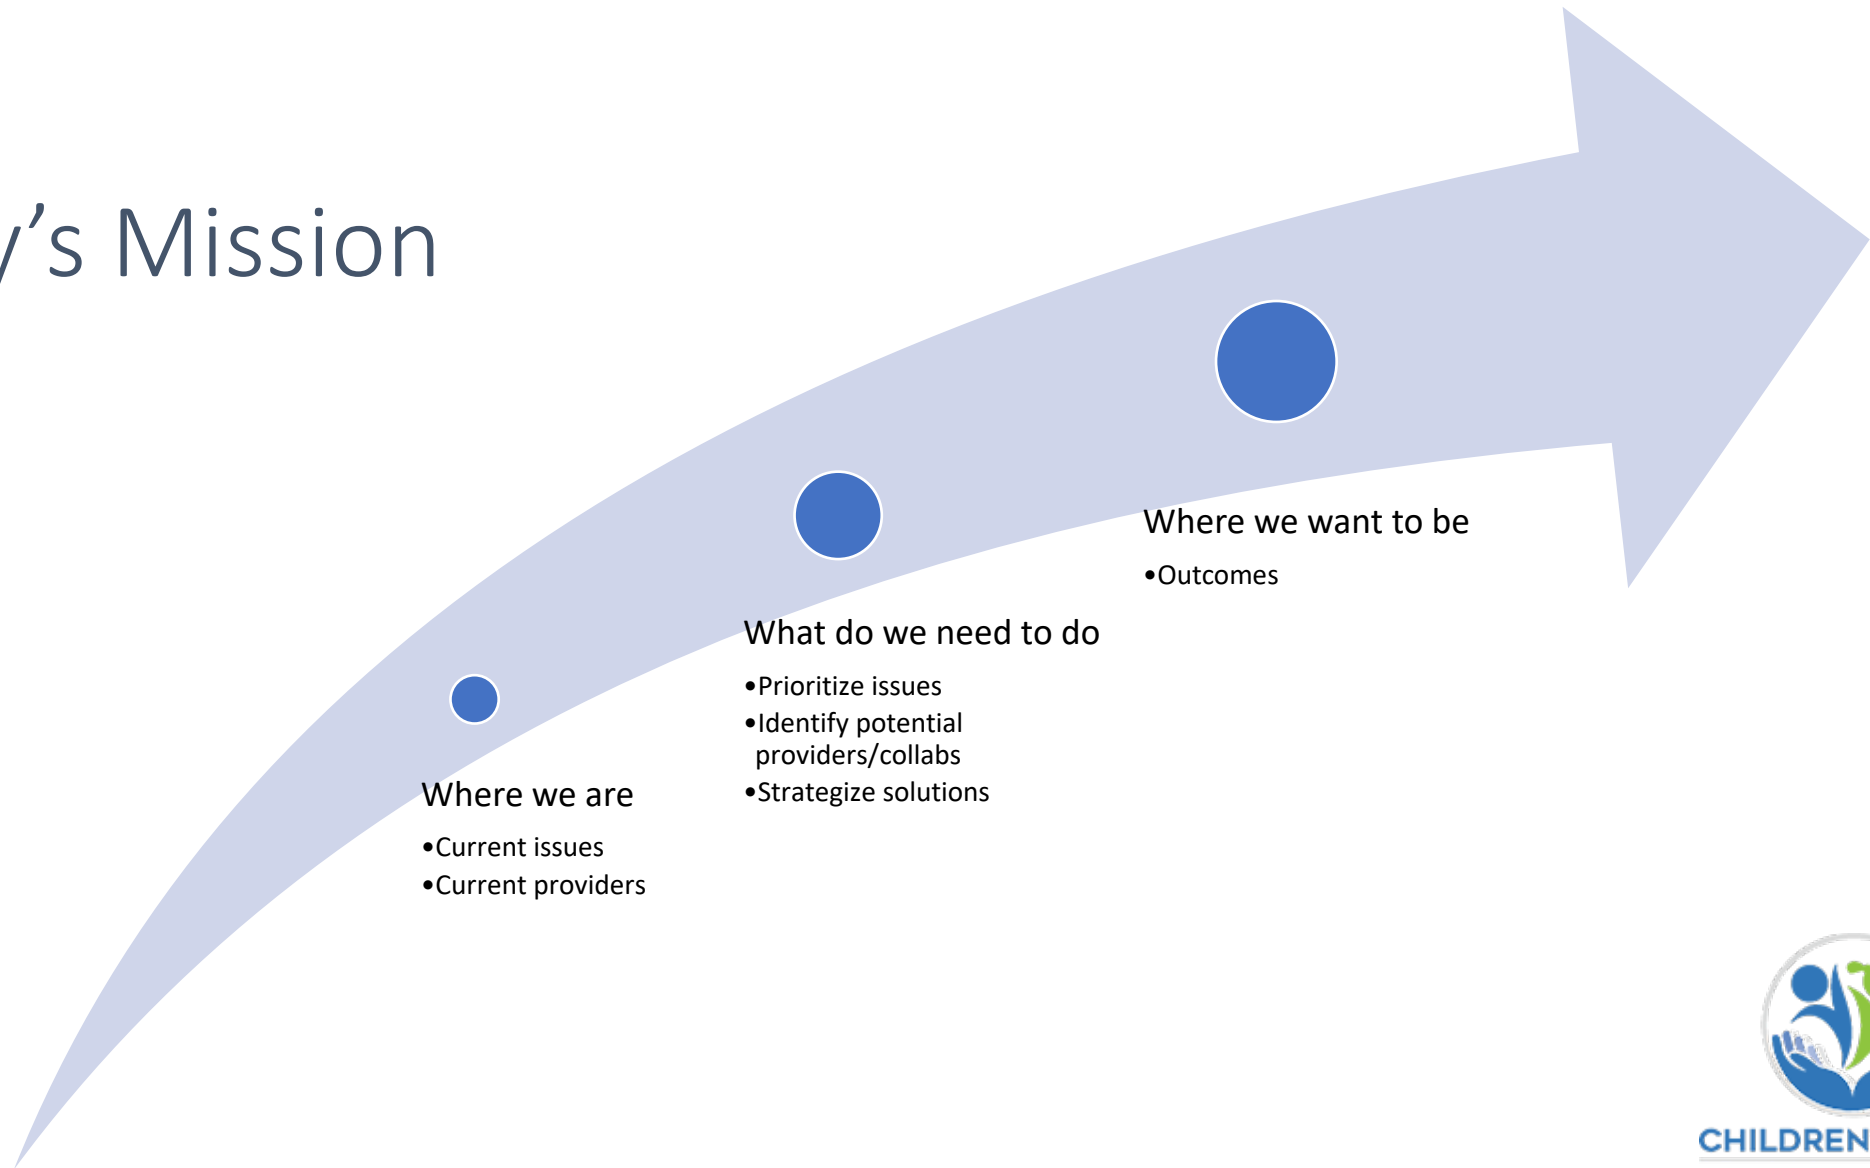 y’s Mission
Where we want to be
•Outcomes
What do we need to do
•Prioritize issues
•Identify potential
providers/collabs
•Strategize solutions
Where we are
•Current issues
•Current providers
CHILDREN